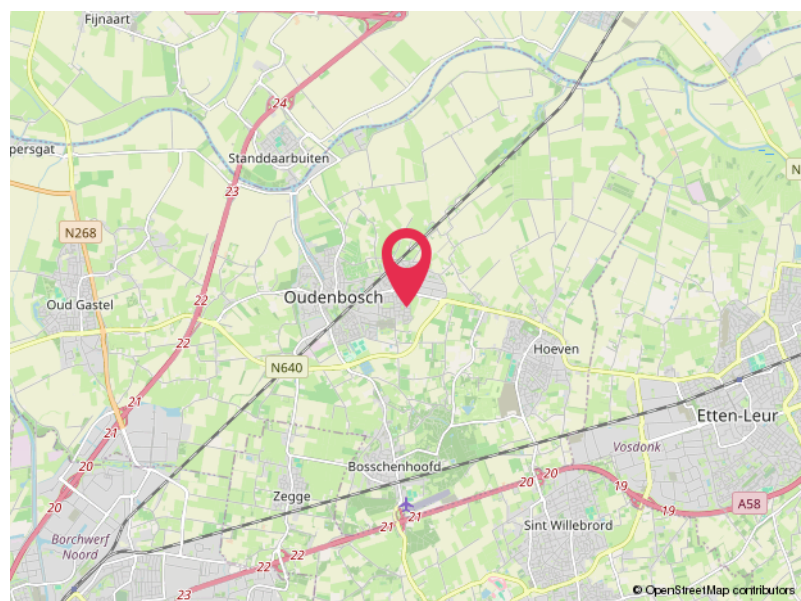 Fijnaart
24
persgat
Standdaarbuiten
23
N
N268
22
Oud Gastel
Oudenbosch
22
Hoeven
N640
21
21
Etten-Leur
Vosdonk
20
Bosschenhoofd
20
20
19
20
Zegge
19
A58
21
21
Sint Willebrord
Borchwerf
Noord
22
22
23
© OpenStreetMap contributors